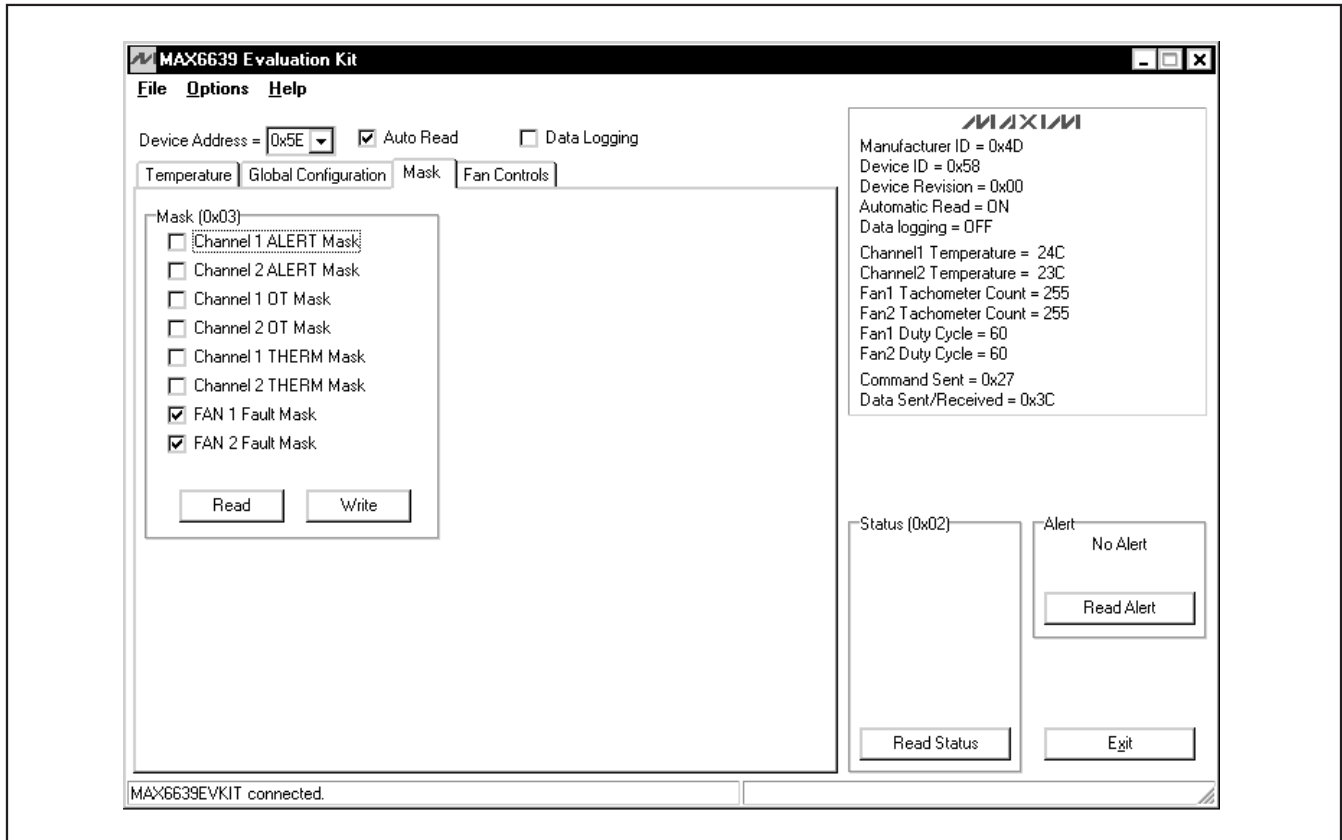 MAX6639 Evaluation Kit
File Options Help
Device Address = 0x5E Auto Read Data Logging
Temperature Global Configuration Mask Fan Controls
Mask (0x03)
Channel 1 ALERT Mask
Channel 2 ALERT Mask
Channel 1 OT Mask
Channel 2 OT Mask
Channel 1 THERM Mask
Channel 2 THERM Mask
FAN 1 Fault Mask
FAN 2 Fault Mask
Read Write
MAXIM
Manufacturer ID = 0x4D
Device ID = 0x58
Device Revision = 0x00
Automatic Read = ON
Data logging = OFF
Channel1 Temperature = 24C
Channel2 Temperature = 23C
Fan1 Tachometer Count = 255
Fan2 Tachometer Count = 255
Fan1 Duty Cycle = 60
Fan2 Duty Cycle = 60
Command Sent = 0x27
Data Sent/Received = 0x3C
Status (0x02)
Read Status
Alert
No Alert
Read Alert
Exit
MAX6639EVKIT connected.